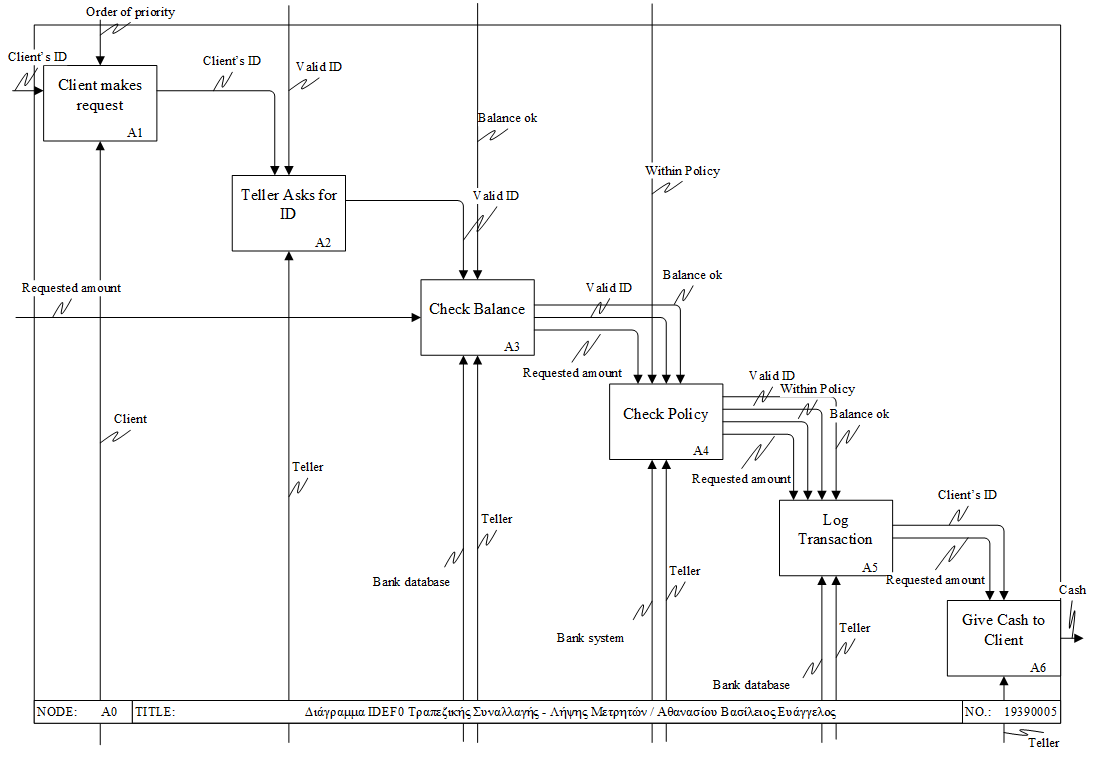 Order of priority
Client's ID
Client makes
request
A1
Client's ID
Valid ID
Balance ok
Within Policy
Teller Asks for
ID
A2
Valid ID
Requested amount
Check Balance
A3
Valid ID
Balance ok
Requested amount
Check Policy
A4
Valid ID
Within Policy
Balance ok
Requested amount
Client
Teller
Teller
Bank database
Log
Transaction
A5
Client's ID
Requested amount
Teller
Bank system
Teller
Bank database
Give Cash to
Client
A6
Cash
NODE: A0 TITLE: Διάγραμμα IDEF0 Τραπεζικής Συναλλαγής - Λήψης Μετρητών / Αθανασίου Βασίλειος Ευάγγελος NO.: 19390005
Teller